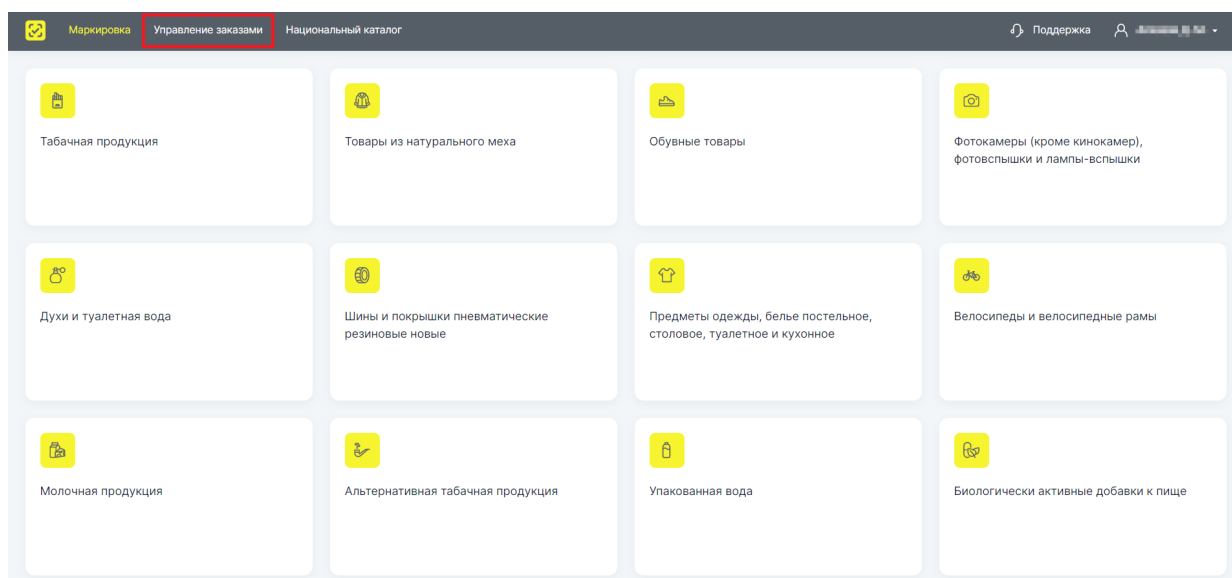 Маркировка Управление заказами Национальный каталог Поддержка
Табачная продукция
Товары из натурального меха
Обувные товары
Фотокамеры (кроме кинокамер),
фотовспышки и лампы-вспышки
Духи и туалетная вода
Шины и покрышки пневматические
резиновые новые
Предметы одежды, белье постельное,
столовое, туалетное и кухонное
Велосипеды и велосипедные рамы
Молочная продукция
Альтернативная табачная продукция
Упакованная вода
Биологически активные добавки к пище